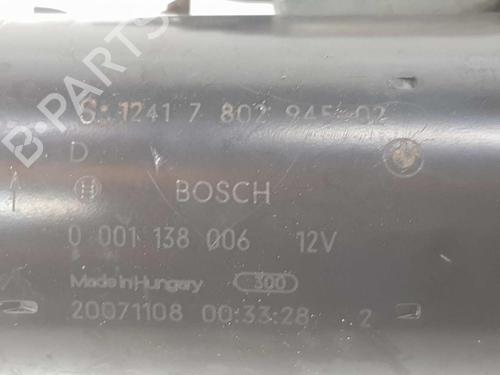 B-PARTS
S: 1241 7 802 945-02
D
BOSCH
0 001 138 006 12V
Made in Hungary 300
20071108 00:33:28 2
B-PARTS